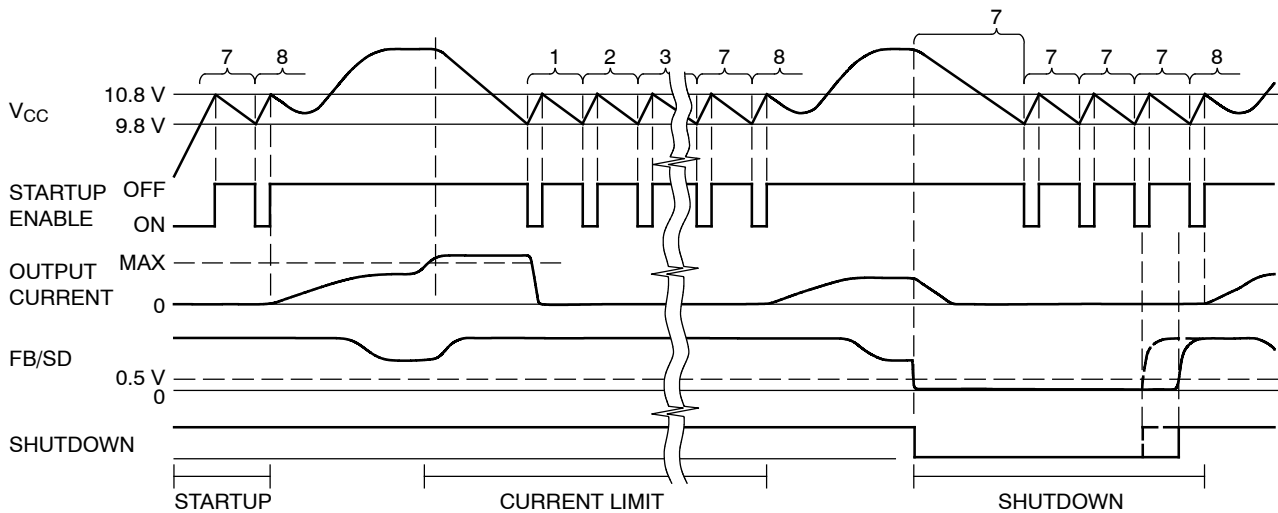 7
7 8 1 2 3 7 8 7 7 7 8
10.8 V
V_CC
9.8 V
STARTUP ENABLE
OFF
ON
OUTPUT CURRENT
MAX
0
FB/SD
0.5 V
0
SHUTDOWN
STARTUP CURRENT LIMIT SHUTDOWN